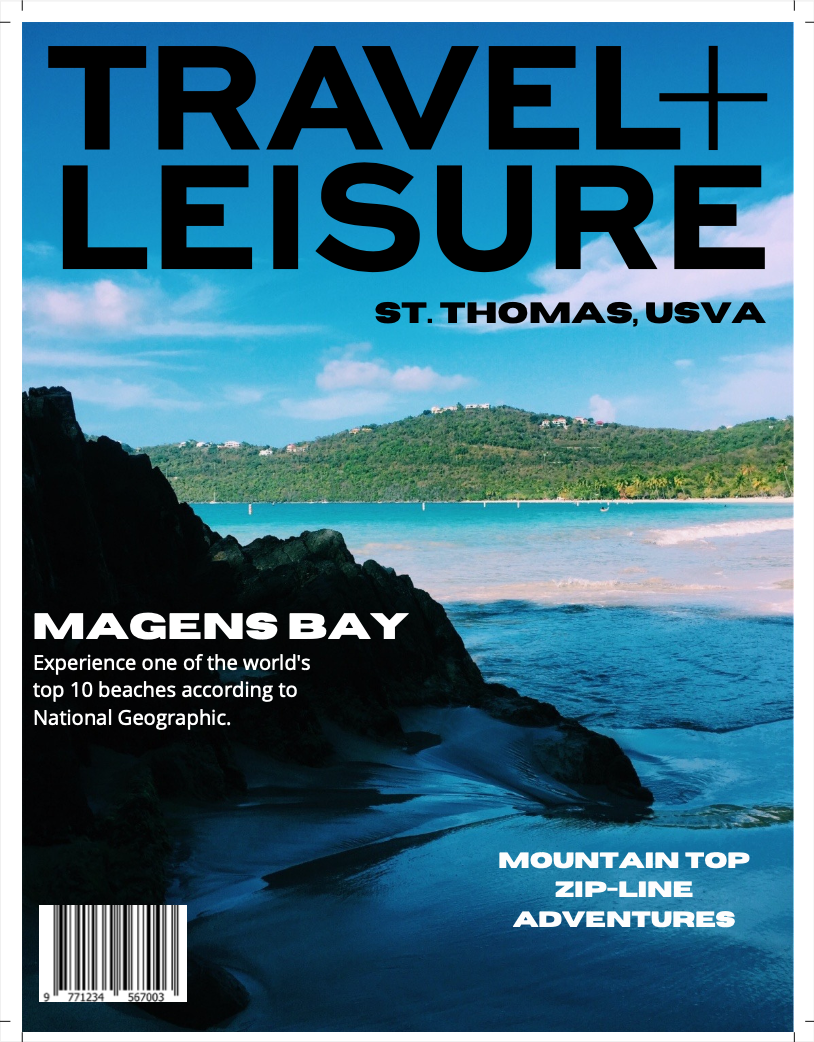 TRAVEL+
LEISURE
ST. THOMAS, USVA
MAGENS BAY
Experience one of the world's
top 10 beaches according to
National Geographic.
MOUNTAIN TOP
ZIP-LINE
ADVENTURES
9 771234 567003